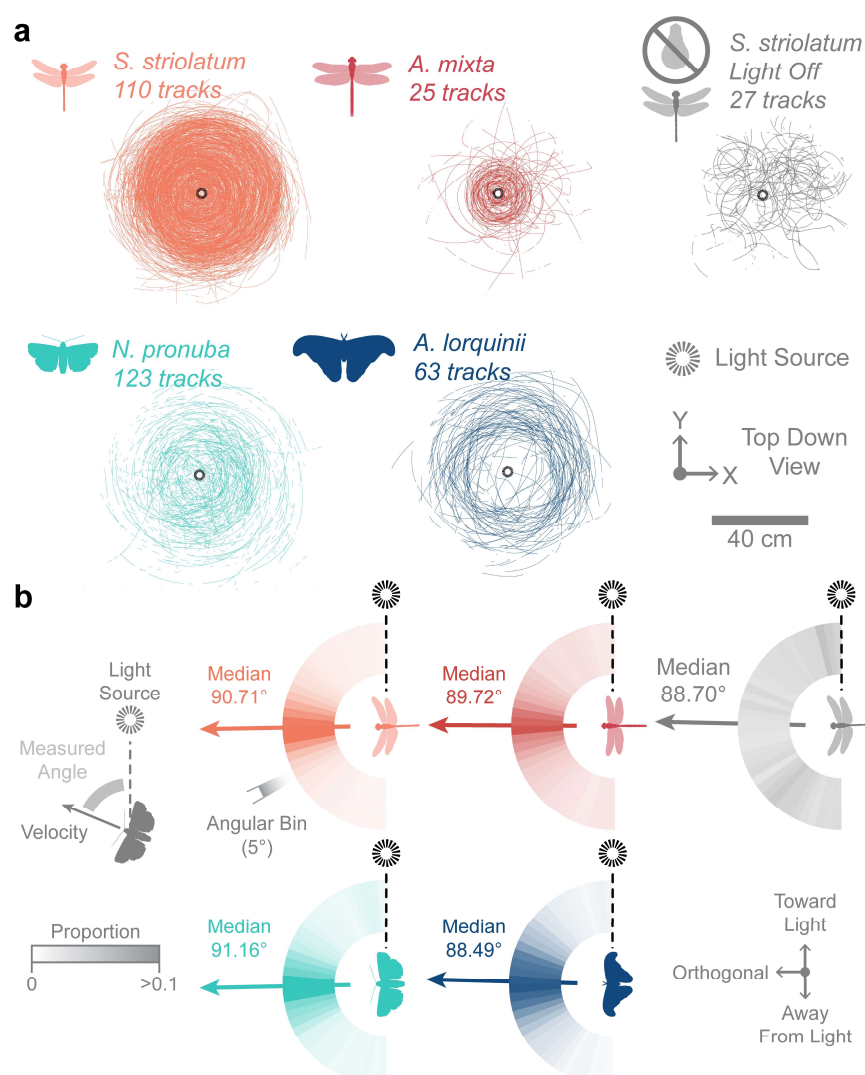 a
S. striolatum
110 tracks
A. mixta
25 tracks
S. striolatum
Light Off
27 tracks
N. pronuba
123 tracks
A. lorquinii
63 tracks
Light Source
Y
X
Top Down
View
40 cm
b
Light
Source
Measured
Angle
Velocity
Median
90.71°
Median
89.72°
Median
88.70°
Angular Bin
(5°)
Proportion
0
>0.1
Median
91.16°
Median
88.49°
Toward
Light
Orthogonal
Away
From Light